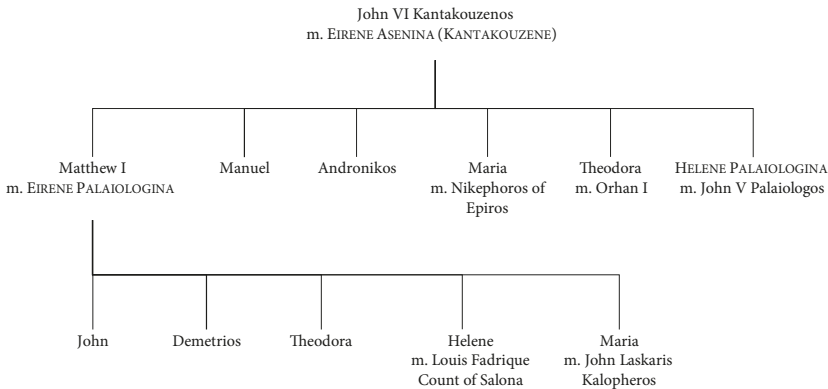 John VI Kantakouzenos
m. EIRENE ASENINA (KANTAKOUZENE)
Matthew I
m. EIRENE PALAIOLOGINA
Manuel
Andronikos
Maria
m. Nikephoros of
Epiros
Theodora
m. Orhan I
HELENE PALAIOLOGINA
m. John V Palaiologos
John
Demetrios
Theodora
Helene
m. Louis Fadrique
Count of Salona
Maria
m. John Laskaris
Kalopheros